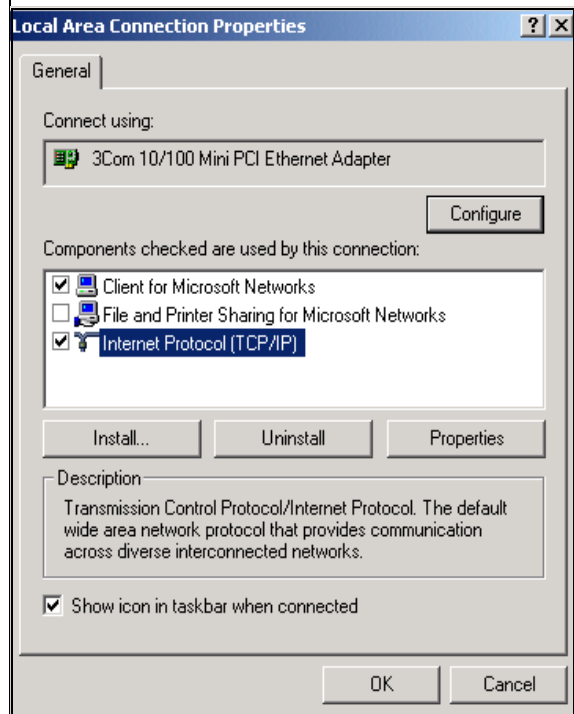 Local Area Connection Properties
General
Connect using:
3Com 10/100 Mini PCI Ethernet Adapter
Configure
Components checked are used by this connection:
Client for Microsoft Networks
File and Printer Sharing for Microsoft Networks
Internet Protocol (TCP/IP)
Install... Uninstall Properties
Description
Transmission Control Protocol/Internet Protocol. The default
wide area network protocol that provides communication
across diverse interconnected networks.
Show icon in taskbar when connected
OK Cancel